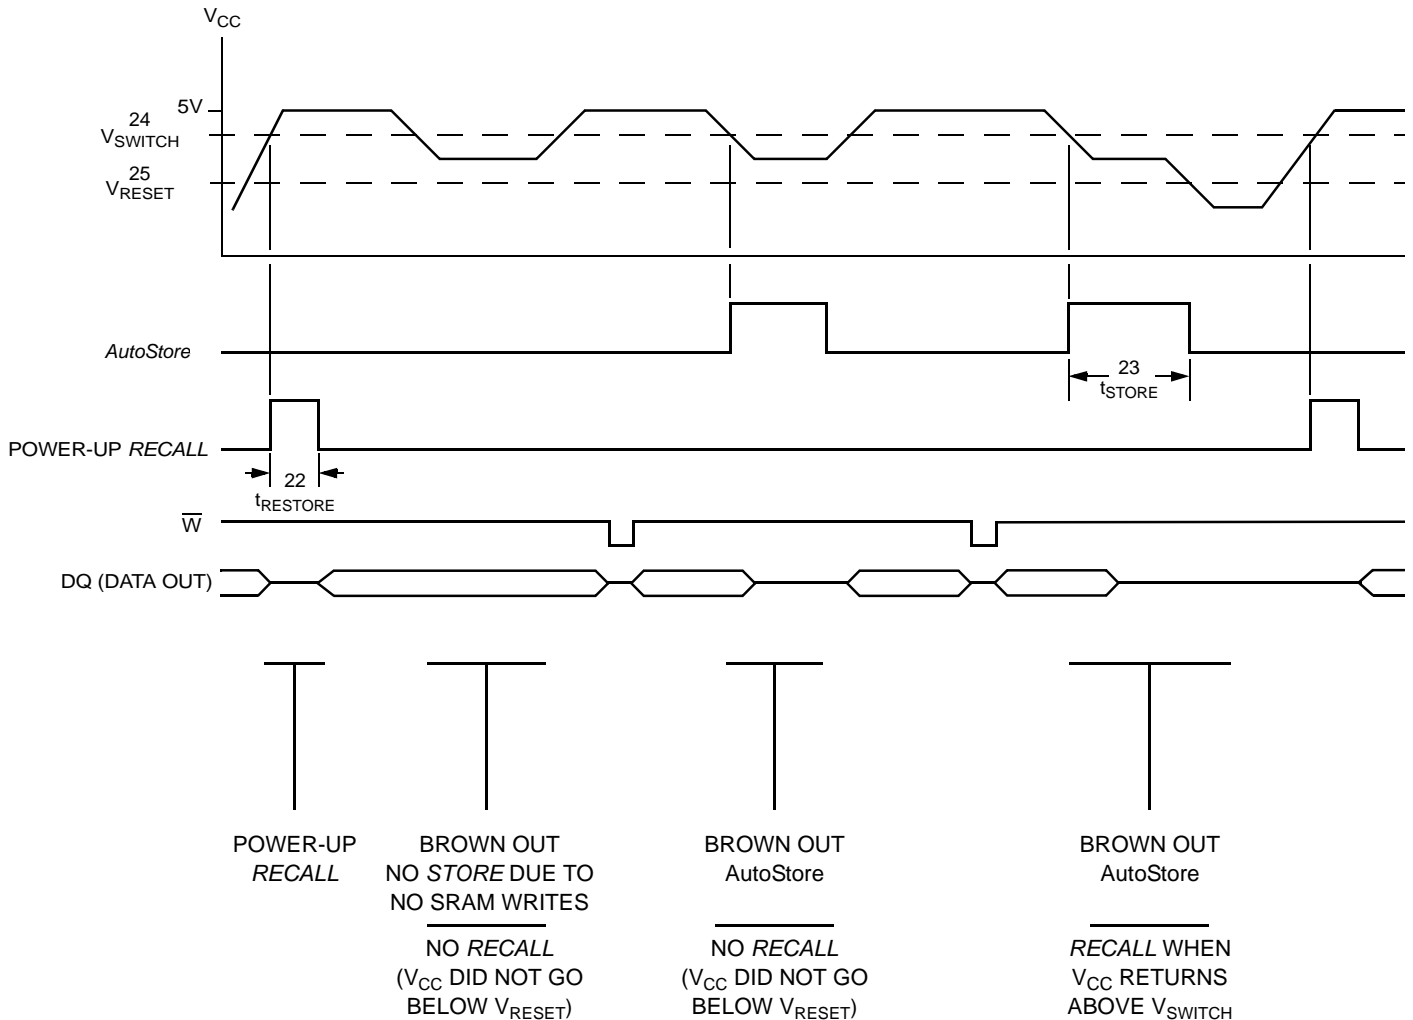 VCC
5V
24
VSWITCH
25
VRESET
AutoStore
23
tSTORE
POWER-UP RECALL
22
tRESTORE
W̅
DQ (DATA OUT)
POWER-UP
RECALL
BROWN OUT
NO STORE DUE TO
NO SRAM WRITES
NO RECALL
(VCC DID NOT GO
BELOW VRESET)
BROWN OUT
AutoStore
NO RECALL
(VCC DID NOT GO
BELOW VRESET)
BROWN OUT
AutoStore
RECALL WHEN
VCC RETURNS
ABOVE VSWITCH